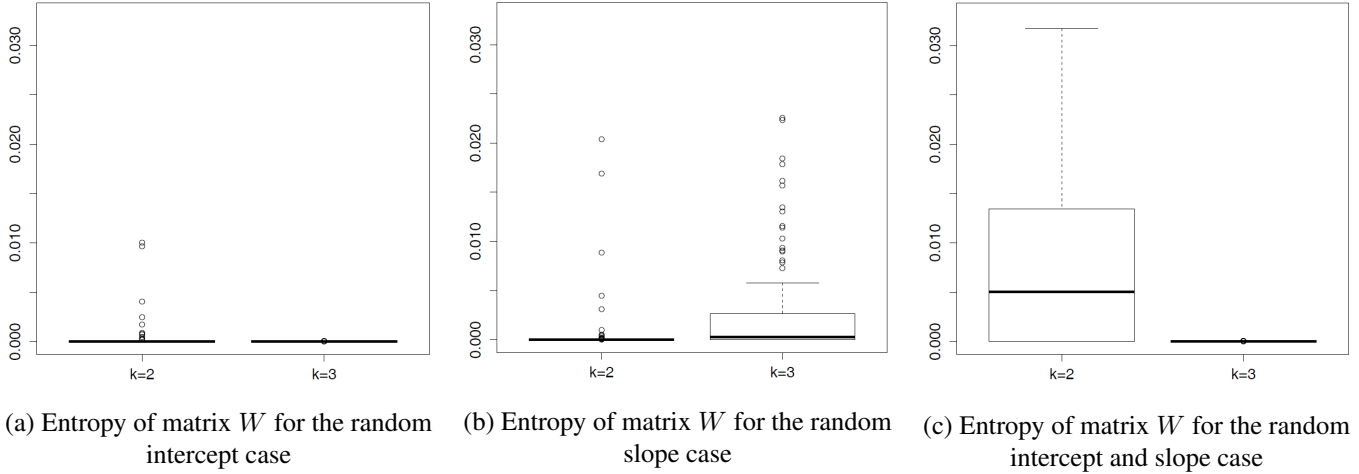 0.030
0.020
0.010
0.000
k=2
k=3
(a) Entropy of matrix W for the random
intercept case
0.030
0.020
0.010
0.000
k=2
k=3
(b) Entropy of matrix W for the random
slope case
0.030
0.020
0.010
0.000
k=2
k=3
(c) Entropy of matrix W for the random
intercept and slope case